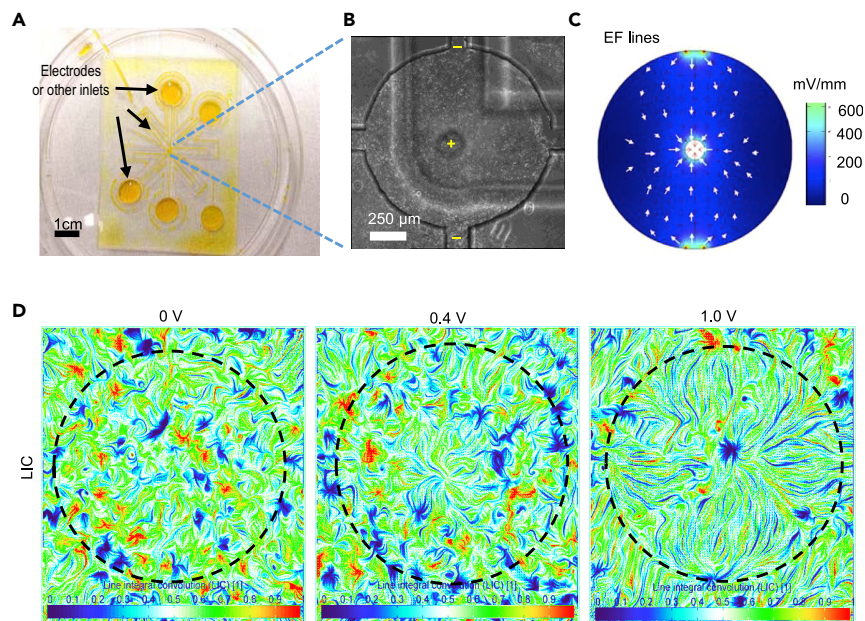 A
Electrodes
or other inlets
1cm
B
−
+
250 µm
−
C
EF lines
mV/mm
600
400
200
0
D
0 V
0.4 V
1.0 V
LIC
Line integral convolution (LIC) [1]
0 0.1 0.2 0.3 0.4 0.5 0.6 0.7 0.8 0.9
Line integral convolution (LIC) [1]
0 0.1 0.2 0.3 0.4 0.5 0.6 0.7 0.8 0.9
Line integral convolution (LIC) [1]
0 0.1 0.2 0.3 0.4 0.5 0.6 0.7 0.8 0.9